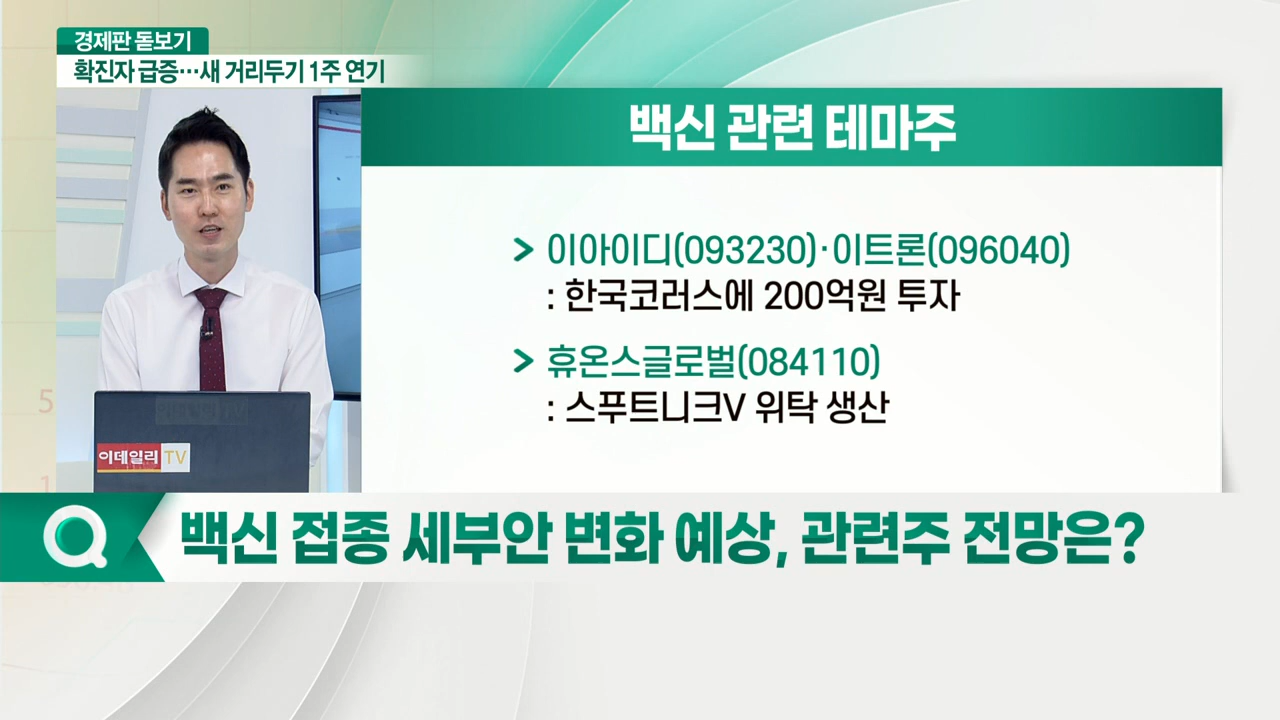 경제판 돋보기
확진자 급증…새 거리두기 1주 연기
백신 관련 테마주
> 이아이디(093230)·이트론(096040)
: 한국코러스에 200억원 투자
> 휴온스글로벌(084110)
: 스푸트니크V 위탁 생산
이데일리 TV
백신 접종 세부안 변화 예상, 관련주 전망은?